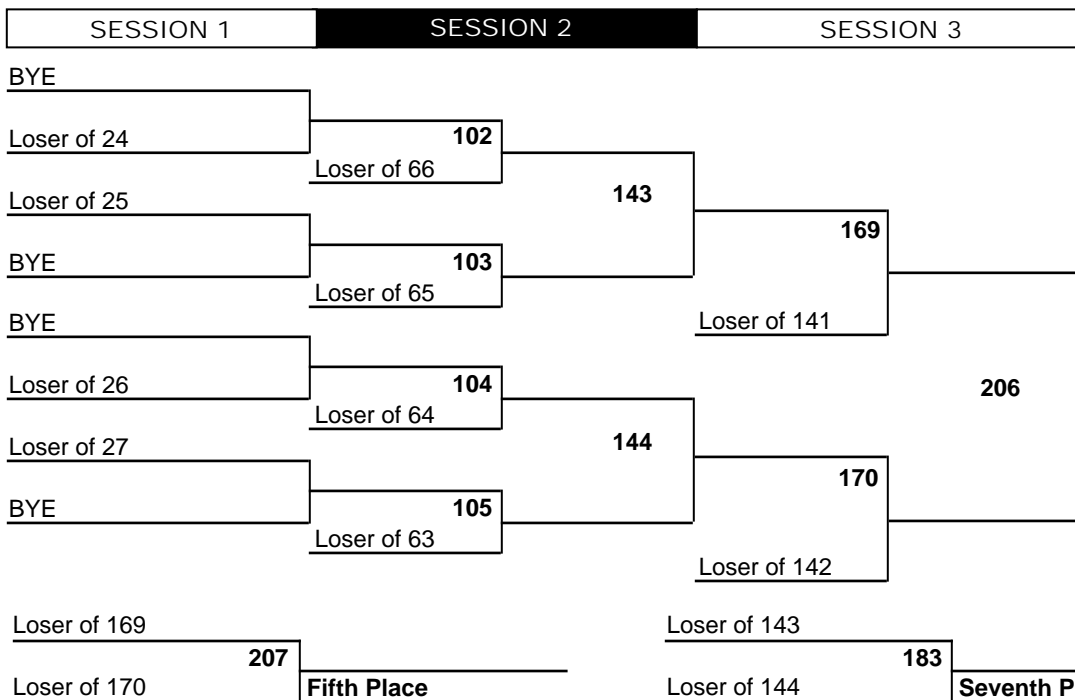 SESSION 1
SESSION 2
SESSION 3
BYE
Loser of 24
102
Loser of 66
143
Loser of 25
169
BYE
103
Loser of 65
BYE
Loser of 141
Loser of 26
104
206
Loser of 64
Loser of 27
144
170
BYE
105
Loser of 63
Loser of 142
Loser of 169
Loser of 143
207
183
Loser of 170
Fifth Place
Loser of 144
Seventh P